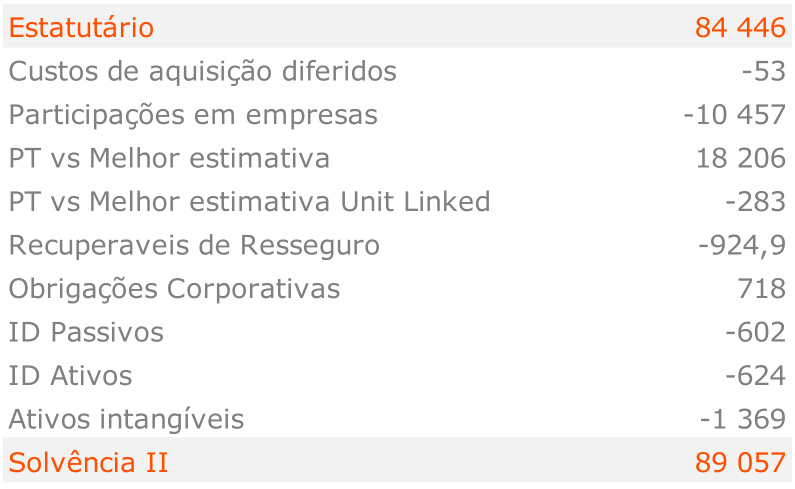 Estatutário 84 446
Custos de aquisição diferidos -53
Participações em empresas -10 457
PT vs Melhor estimativa 18 206
PT vs Melhor estimativa Unit Linked -283
Recuperaveis de Resseguro -924,9
Obrigações Corporativas 718
ID Passivos -602
ID Ativos -624
Ativos intangíveis -1 369
Solvência II 89 057